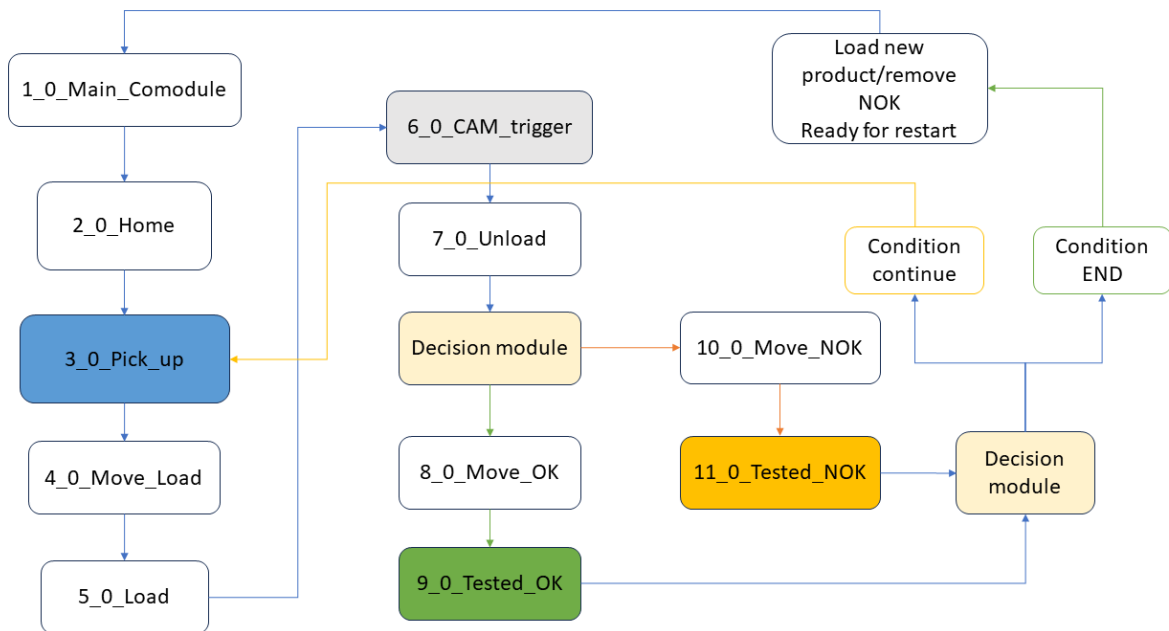 Load new
product/remove
NOK
Ready for restart
1_0_Main_Comodule
6_0_CAM_trigger
2_0_Home
7_0_Unload
Condition
continue
Condition
END
3_0_Pick_up
Decision module
10_0_Move_NOK
4_0_Move_Load
8_0_Move_OK
11_0_Tested_NOK
Decision
module
5_0_Load
9_0_Tested_OK